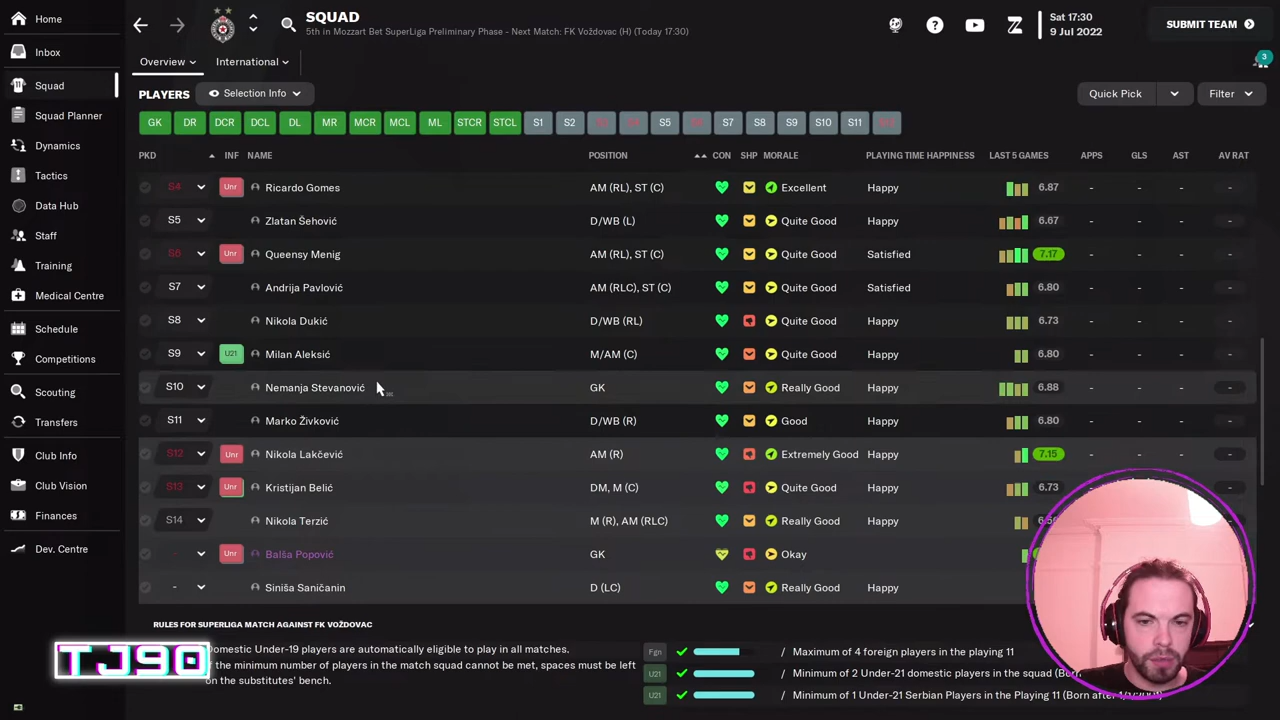 Home
Inbox
Squad
Squad Planner
Dynamics
Tactics
Data Hub
Staff
Training
Medical Centre
Schedule
Competitions
Scouting
Transfers
Club Info
Club Vision
Finances
Dev. Centre
SQUAD
5th in Mozzart Bet SuperLiga Preliminary Phase - Next Match: FK Voždovac (H) (Today 17:30)
Sat 17:30
9 Jul 2022
SUBMIT TEAM
3
Overview International
PLAYERS Selection Info Quick Pick Filter
GK DR DCR DCL DL MR MCR MCL ML STCR STCL S1 S2 S5 S7 S8 S9 S10 S11
PKD INF NAME POSITION CON SHP MORALE PLAYING TIME HAPPINESS LAST 5 GAMES APPS GLS AST AV RAT
S4 Unr Ricardo Gomes AM (RL), ST (C) Excellent Happy 6.87 - - - -
S5 Zlatan Šehović D/WB (L) Quite Good Happy 6.67 - - - -
S6 Unr Queensy Menig AM (RL), ST (C) Quite Good Satisfied 7.17 - - - -
S7 Andrija Pavlović AM (RLC), ST (C) Quite Good Satisfied 6.80 - - - -
S8 Nikola Dukić D/WB (RL) Quite Good Happy 6.73 - - - -
S9 U21 Milan Aleksić M/AM (C) Quite Good Happy 6.80 - - - -
S10 Nemanja Stevanović GK Really Good Happy 6.88 - - - -
S11 Marko Živković D/WB (R) Good Happy 6.80 - - - -
S12 Unr Nikola Lakčević AM (R) Extremely Good Happy 7.15 - - - -
S13 Unr Kristijan Belić DM, M (C) Quite Good Happy 6.73 - - - -
S14 Nikola Terzić M (R), AM (RLC) Really Good Happy
- Unr Balša Popović GK Okay
- Siniša Saničanin D (LC) Really Good Happy
RULES FOR SUPERLIGA MATCH AGAINST FK VOŽDOVAC
Domestic Under-19 players are automatically eligible to play in all matches.
f the minimum number of players in the match squad cannot be met, spaces must be left
on the substitutes' bench.
Fgn / Maximum of 4 foreign players in the playing 11
U21 / Minimum of 2 Under-21 domestic players in the squad (Born
U21 / Minimum of 1 Under-21 Serbian Players in the Playing 11 (Born after
TJ90